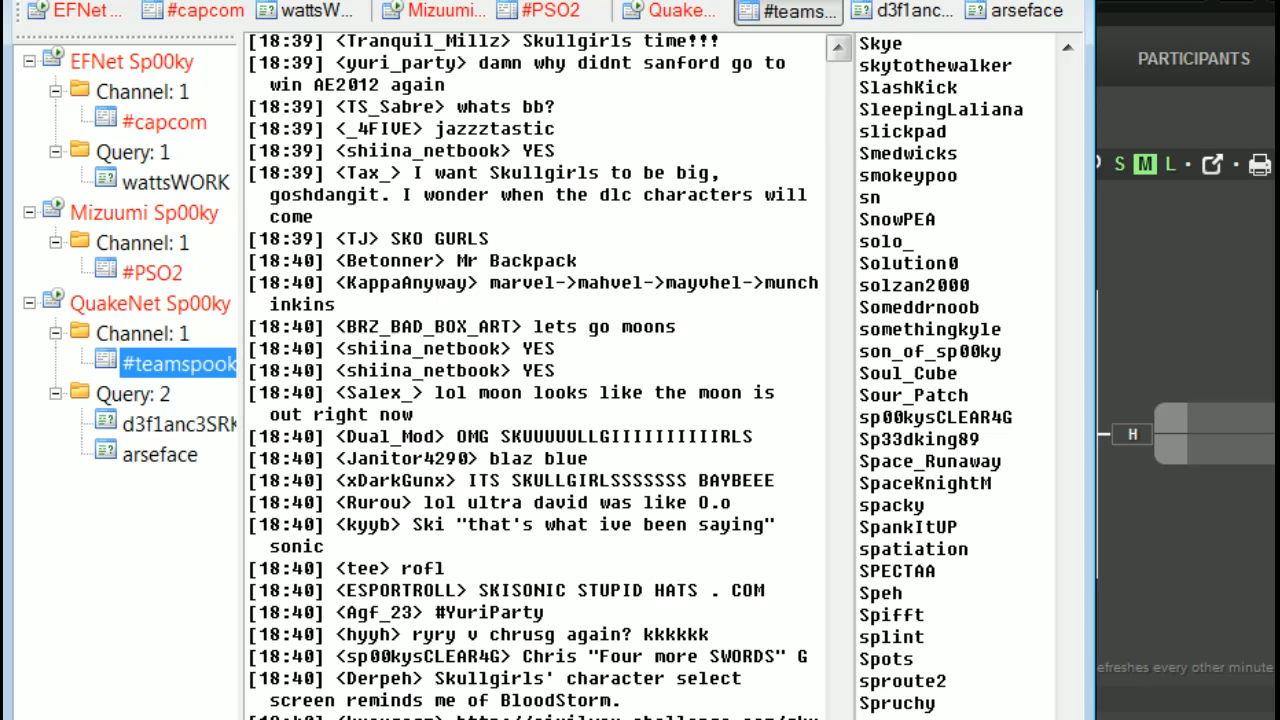 EFNet ...
#capcom
wattsW...
Mizuumi...
#PSO2
Quake...
#teams...
d3f1anc...
arseface
EFNet Sp00ky
Channel: 1
#capcom
Query: 1
wattsWORK
Mizuumi Sp00ky
Channel: 1
#PSO2
QuakeNet Sp00ky
Channel: 1
#teamspook
Query: 2
d3f1anc3SRK
arseface
[18:39] <Tranquil_Millz> Skullgirls time!!!
[18:39] <yuri_party> damn why didnt sanford go to
win AE2012 again
[18:39] <TS_Sabre> whats bb?
[18:39] <_4FIVE> jazzztastic
[18:39] <shiina_netbook> YES
[18:39] <Tax_> I want Skullgirls to be big,
goshdangit. I wonder when the dlc characters will
come
[18:39] <TJ> SKO GURLS
[18:40] <Betonner> Mr Backpack
[18:40] <KappaAnyway> marvel->mahvel->mayvhel->munch
inkins
[18:40] <BRZ_BAD_BOX_ART> lets go moons
[18:40] <shiina_netbook> YES
[18:40] <shiina_netbook> YES
[18:40] <Salex_> lol moon looks like the moon is
out right now
[18:40] <Dual_Mod> OMG SKUUUUULLGIIIIIIIIIIRLS
[18:40] <Janitor4290> blaz blue
[18:40] <xDarkGunx> ITS SKULLGIRLSSSSSSS BAYBEEE
[18:40] <Rurou> lol ultra david was like O.o
[18:40] <kyyb> Ski "that's what ive been saying"
sonic
[18:40] <tee> rofl
[18:40] <ESPORTROLL> SKISONIC STUPID HATS . COM
[18:40] <Agf_23> #YuriParty
[18:40] <hyyh> ryry v chrusg again? kkkkkk
[18:40] <sp00kysCLEAR4G> Chris "Four more SWORDS" G
[18:40] <Derpeh> Skullgirls' character select
screen reminds me of BloodStorm.
Skye
skytothewalker
SlashKick
SleepingLaliana
slickpad
Smedwicks
smokeypoo
sn
SnowPEA
solo_
Solution0
solzan2000
Someddrnoob
somethingkyle
son_of_sp00ky
Soul_Cube
Sour_Patch
sp00kysCLEAR4G
Sp33dking89
Space_Runaway
SpaceKnightM
spacky
SpankItUP
spatiation
SPECTAA
Speh
Spifft
splint
Spots
sproute2
Spruchy
PARTICIPANTS
S M L
H
efreshes every other minute